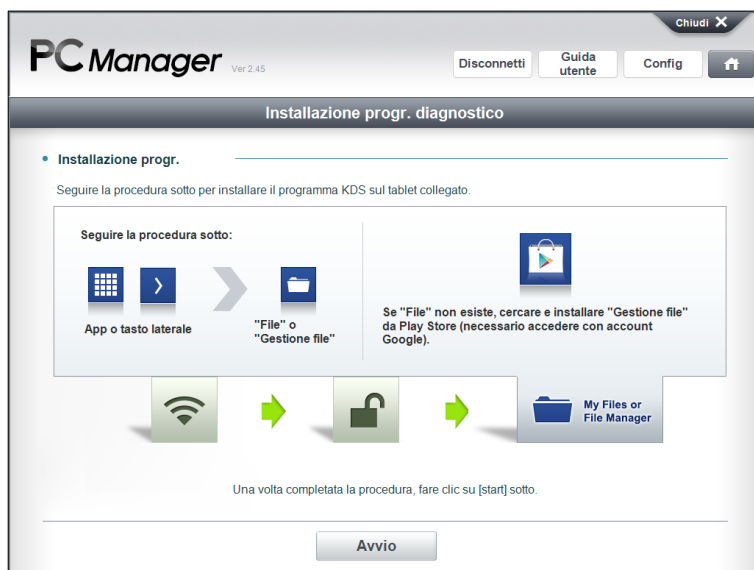 Chiudi X
PC Manager Ver 2.45
Disconnetti
Guida
utente
Config
Installazione progr. diagnostico
Installazione progr.
Seguire la procedura sotto per installare il programma KDS sul tablet collegato.
Seguire la procedura sotto:
App o tasto laterale
"File" o
"Gestione file"
Se "File" non esiste, cercare e installare "Gestione file"
da Play Store (necessario accedere con account
Google).
My Files or
File Manager
Una volta completata la procedura, fare clic su [start] sotto.
Avvio